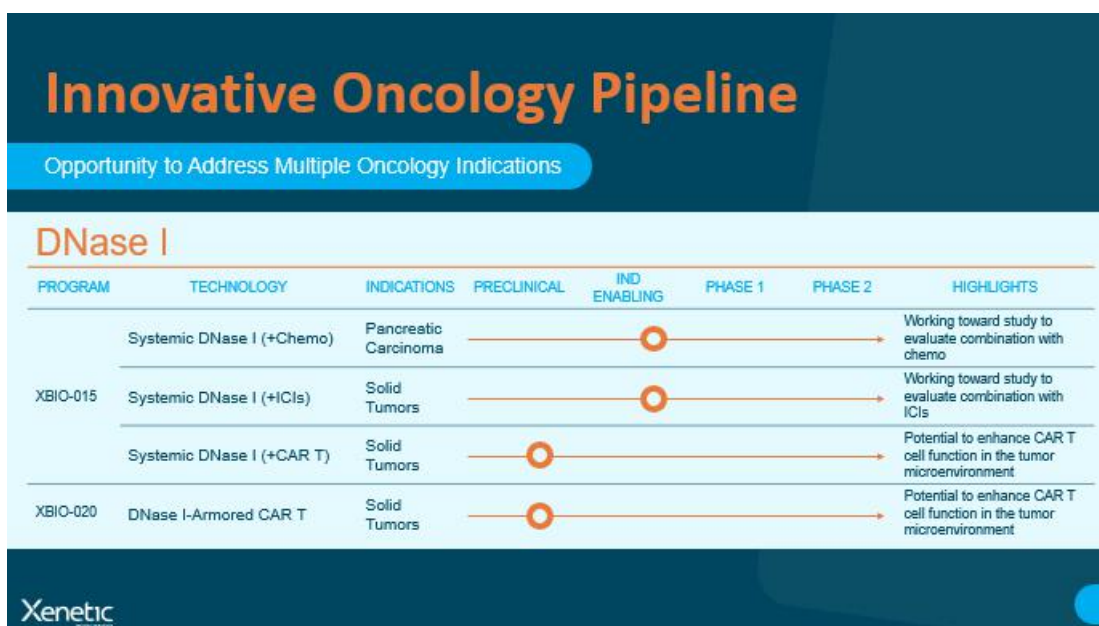 Innovative Oncology Pipeline
Opportunity to Address Multiple Oncology Indications
DNase I
PROGRAM TECHNOLOGY INDICATIONS PRECLINICAL IND ENABLING PHASE 1 PHASE 2 HIGHLIGHTS
Systemic DNase I (+Chemo)
Pancreatic
Carcinoma
Working toward study to
evaluate combination with
chemo
XBIO-015
Systemic DNase I (+ICIs)
Solid
Tumors
Working toward study to
evaluate combination with
ICIs
Systemic DNase I (+CAR T)
Solid
Tumors
Potential to enhance CAR T
cell function in the tumor
microenvironment
XBIO-020
DNase I-Armored CAR T
Solid
Tumors
Potential to enhance CAR T
cell function in the tumor
microenvironment
Xenetic